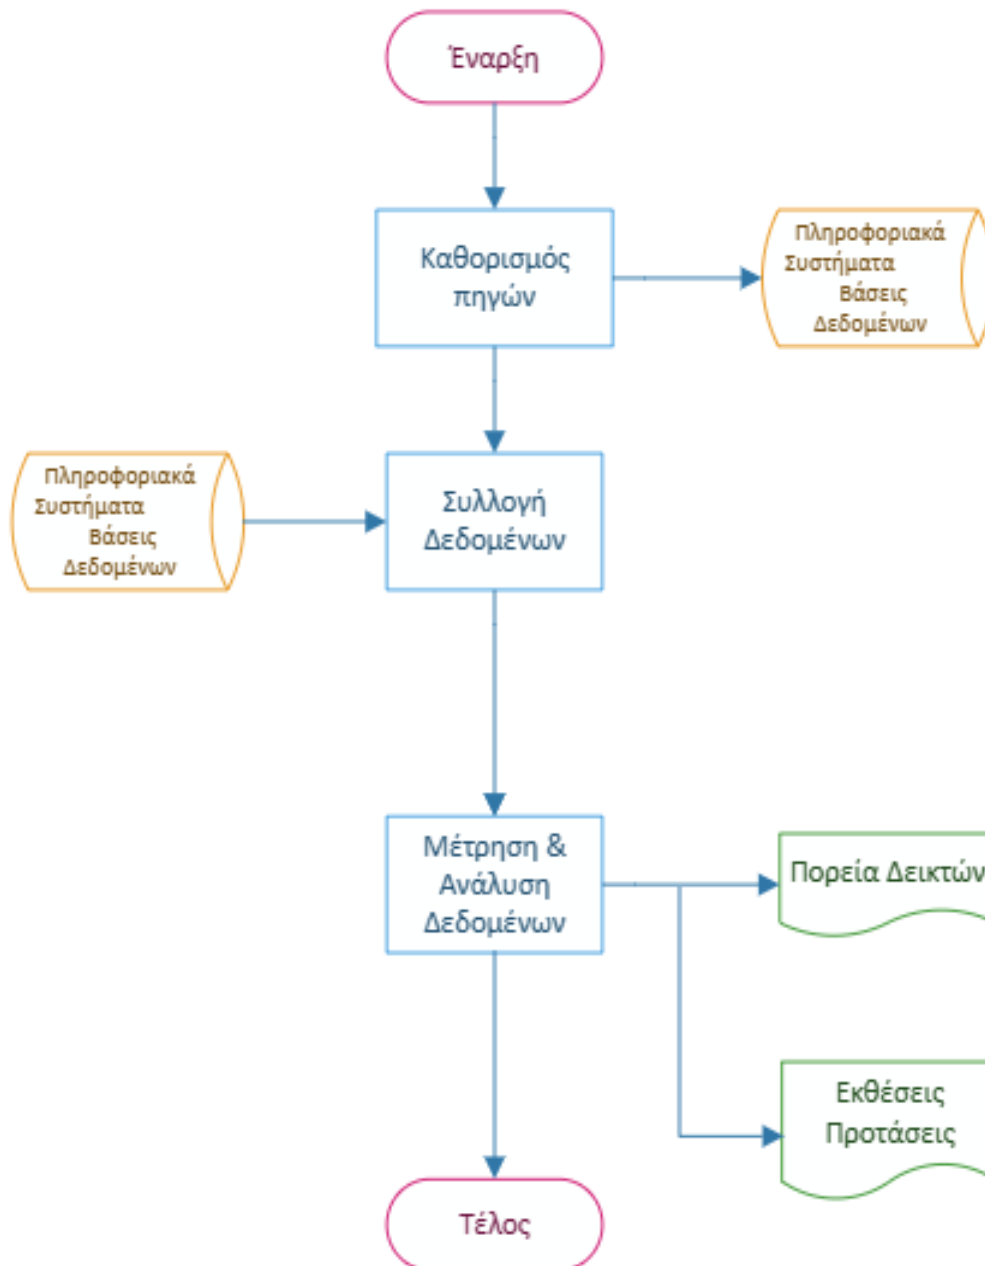 Έναρξη
Καθορισμός
πηγών
Πληροφοριακά
Συστήματα
Βάσεις
Δεδομένων
Πληροφοριακά
Συστήματα
Βάσεις
Δεδομένων
Συλλογή
Δεδομένων
Μέτρηση &
Ανάλυση
Δεδομένων
Πορεία Δεικτών
Εκθέσεις
Προτάσεις
Τέλος